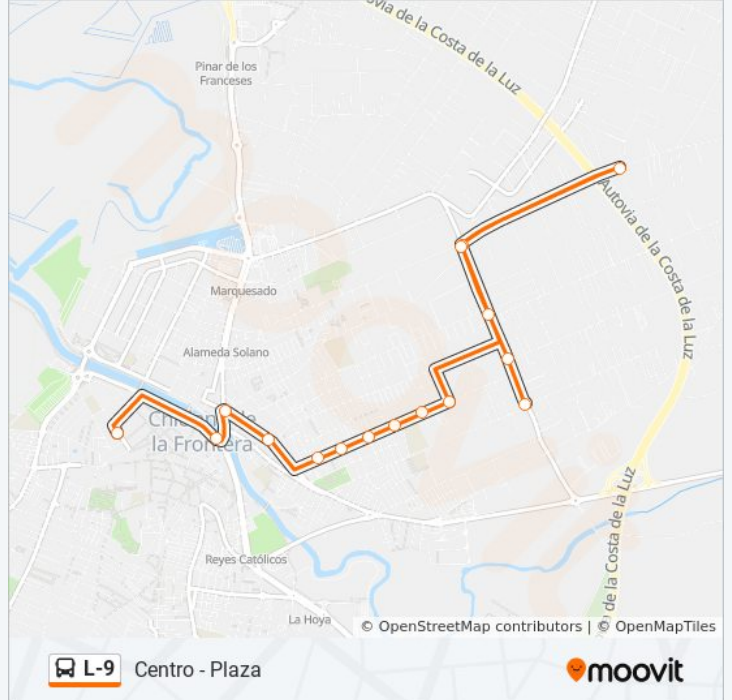 Autovía de la Costa de la Luz
Pinar de los
Franceses
Autovía de la Costa de la Luz
Marquesado
Alameda Solano
Chiclana de
la Frontera
Reyes Católicos
de la Costa de la Luz
La Hoya
© OpenStreetMap contributors | © OpenMapTiles
L-9 Centro - Plaza
moovit